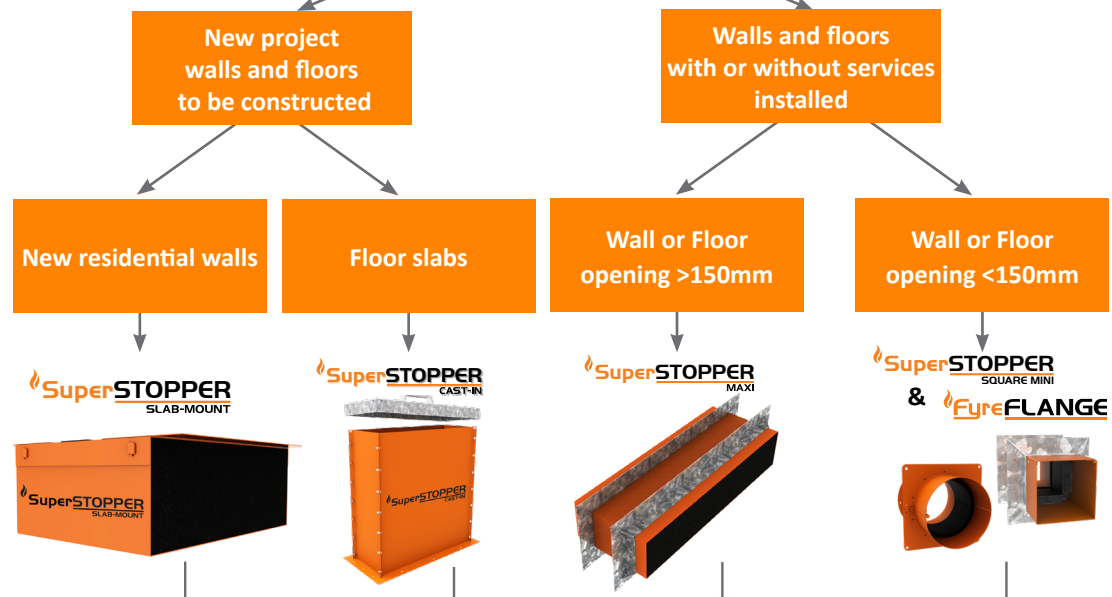 New project
walls and floors
to be constructed
Walls and floors
with or without services
installed
New residential walls
Floor slabs
Wall or Floor
opening >150mm
Wall or Floor
opening <150mm
SuperSTOPPER
SLAB-MOUNT
SuperSTOPPER
CAST-IN
SuperSTOPPER
MAXI
SuperSTOPPER
SQUARE MINI
& FyreFLANGE
SuperSTOPPER
SLAB-MOUNT
SuperSTOPPER
CAST-IN